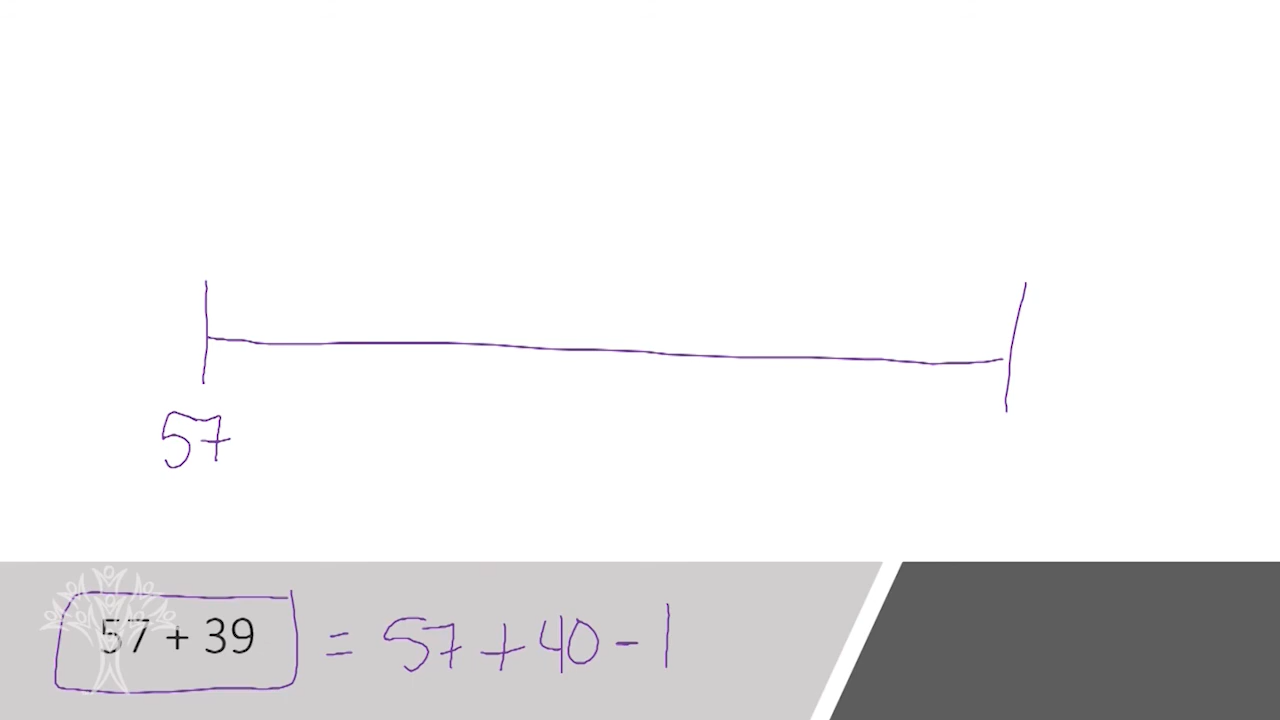 57
57 + 39 = 57 + 40 - 1